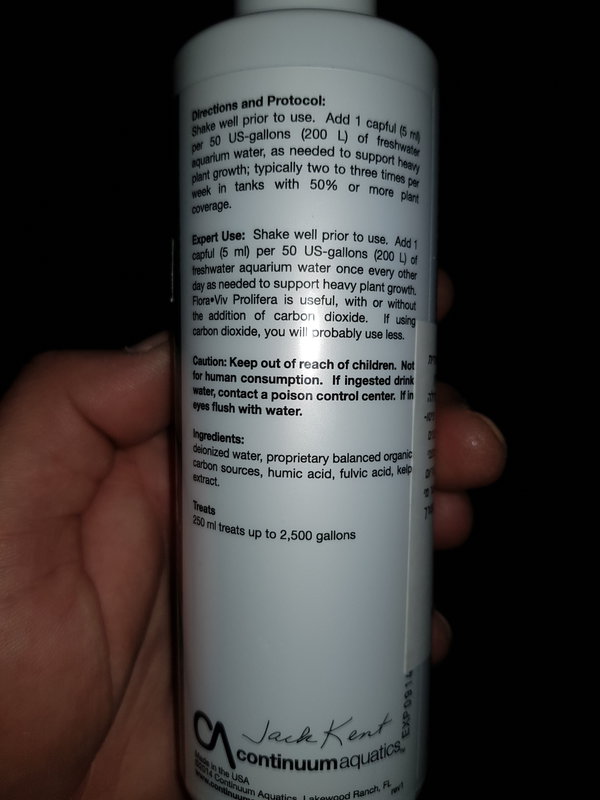 Directions and Protocol:
Shake well prior to use. Add 1 capful (5 ml)
per 50 US-gallons (200 L) of freshwater
aquarium water, as needed to support heavy
plant growth; typically two to three times per
week in tanks with 50% or more plant
coverage.
Expert Use: Shake well prior to use. Add 1
capful (5 ml) per 50 US-gallons (200 L) of
freshwater aquarium water once every other
day as needed to support heavy plant growth.
Flora•Viv Prolifera is useful, with or without
the addition of carbon dioxide. If using
carbon dioxide, you will probably use less.
Caution: Keep out of reach of children. Not
for human consumption. If ingested drink
water, contact a poison control center. If in
eyes flush with water.
Ingredients:
deionized water, proprietary balanced organic
carbon sources, humic acid, fulvic acid, kelp
extract.
Treats
250 ml treats up to 2,500 gallons
Jack Kent
CA continuumaquatics™
Made in the USA
©2014 Continuum Aquatics, Lakewood Ranch, FL
www.continuum
rev1
EXP 0914